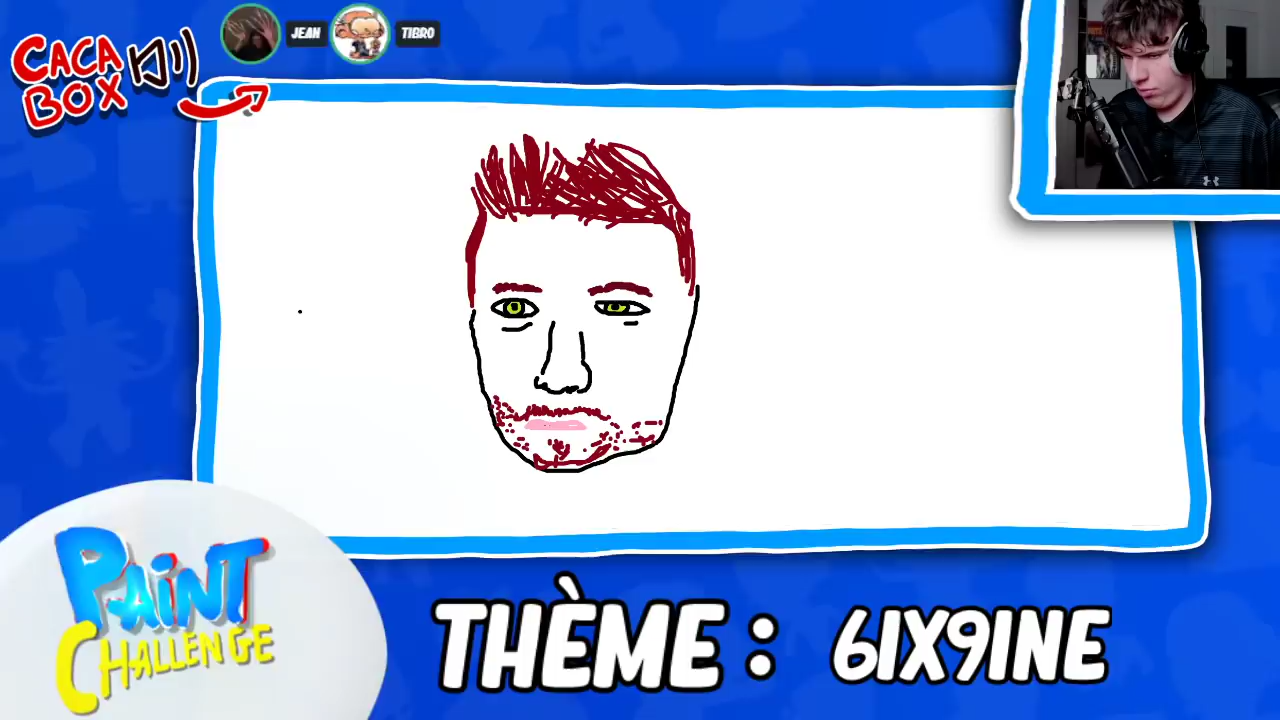 CACA
BOX
JEAN
TIBRO
PAINT
CHALLENGE
THÈME : 6IX9INE